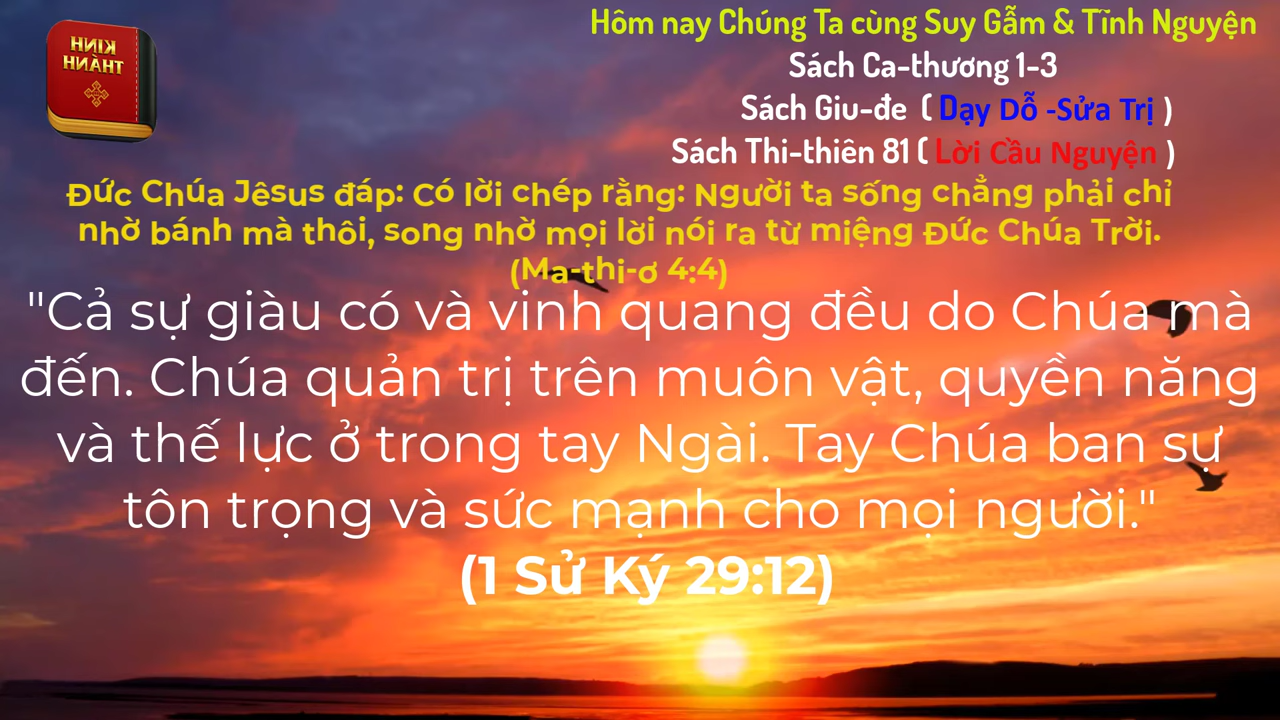 KINH
THÀNH
Hôm nay Chúng Ta cùng Suy Gẫm & Tĩnh Nguyện
Sách Ca-thương 1-3
Sách Giu-đe ( Dạy Dỗ -Sửa Trị )
Sách Thi-thiên 81 ( Lời Cầu Nguyện )
Đức Chúa Jêsus đáp: Có lời chép rằng: Người ta sống chẳng phải chỉ
nhờ bánh mà thôi, song nhờ mọi lời nói ra từ miệng Đức Chúa Trời.
(Ma-thi-ơ 4:4)
"Cả sự giàu có và vinh quang đều do Chúa mà
đến. Chúa quản trị trên muôn vật, quyền năng
và thế lực ở trong tay Ngài. Tay Chúa ban sự
tôn trọng và sức mạnh cho mọi người."
(1 Sử Ký 29:12)